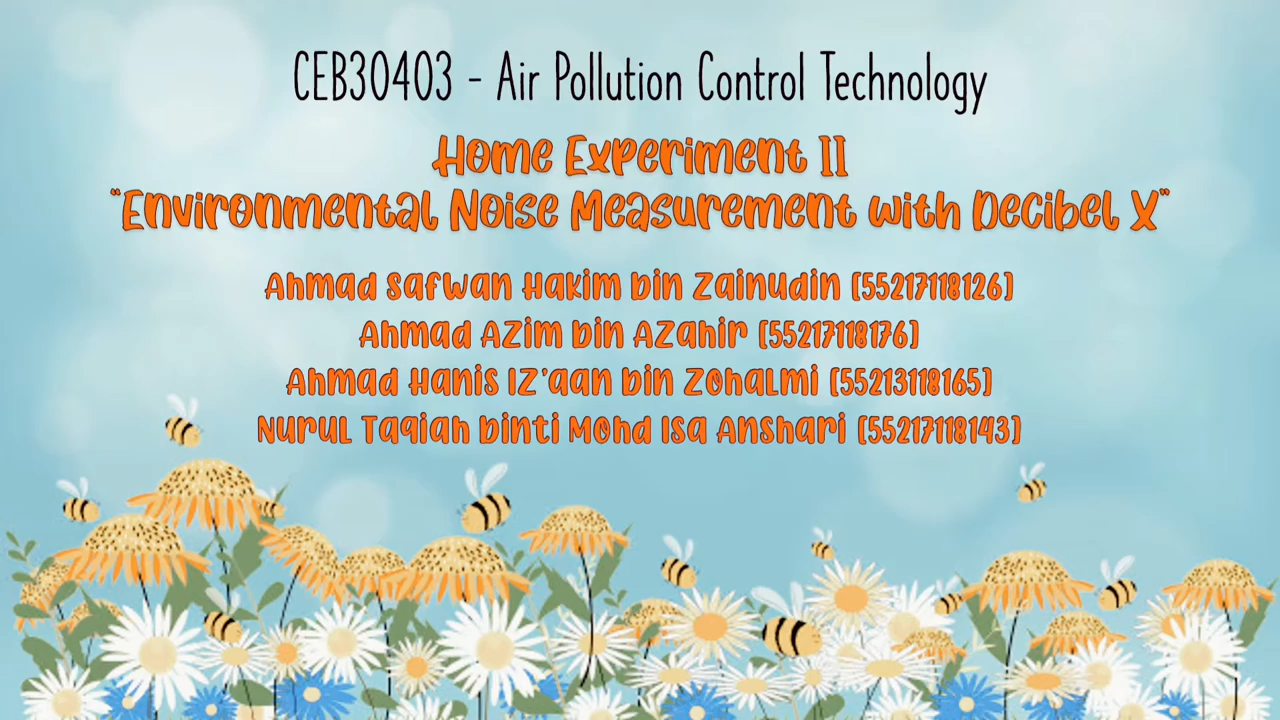 CEB30403 - Air Pollution Control Technology
Home Experiment II
"Environmental Noise Measurement with Decibel X"
Ahmad Safwan Hakim bin Zainudin (55217118126)
Ahmad Azim bin Azahir (55217118176)
Ahmad Hanis Iz'aan bin Zohalmi (55213118165)
Nurul Taqiah binti Mohd Isa Anshari (55217118143)